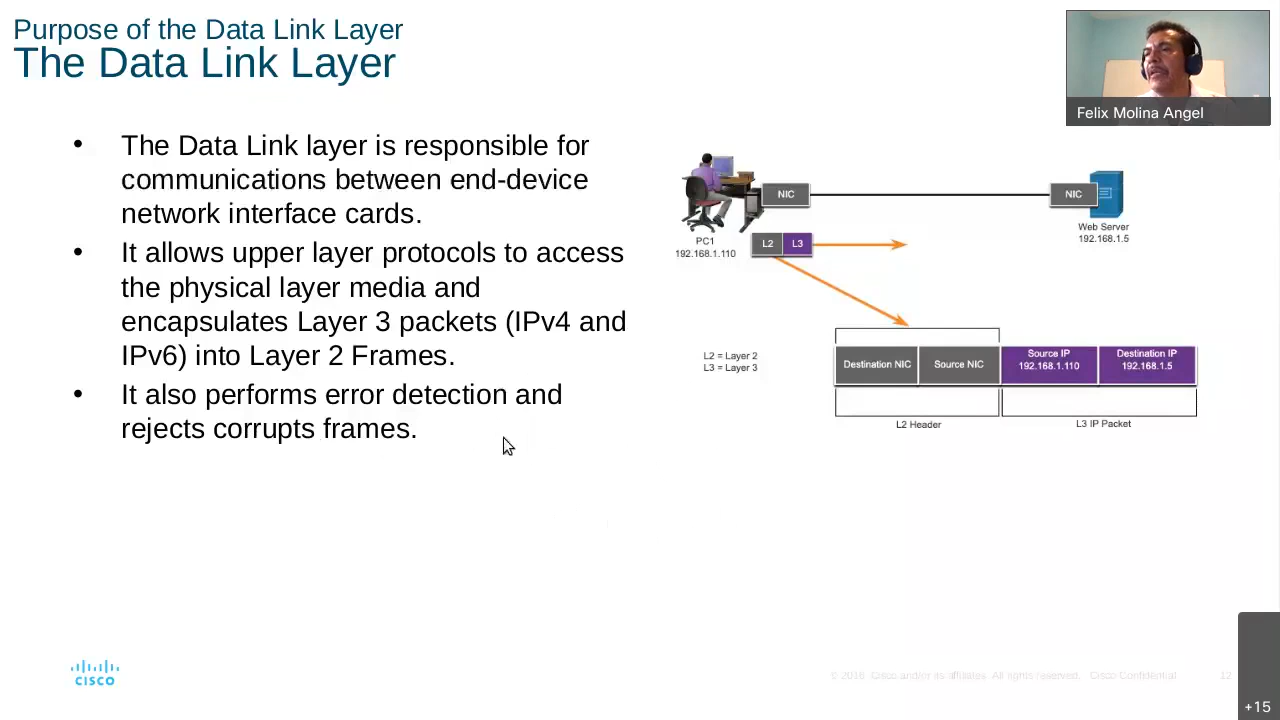 Purpose of the Data Link Layer
The Data Link Layer
Felix Molina Angel
• The Data Link layer is responsible for
communications between end-device
network interface cards.
• It allows upper layer protocols to access
the physical layer media and
encapsulates Layer 3 packets (IPv4 and
IPv6) into Layer 2 Frames.
• It also performs error detection and
rejects corrupts frames.
NIC
NIC
PC1
192.168.1.110
L2 L3
Web Server
192.168.1.5
L2 = Layer 2
L3 = Layer 3
Destination NIC
Source NIC
Source IP
192.168.1.110
Destination IP
192.168.1.5
L2 Header
L3 IP Packet
CISCO
© 2016 Cisco and/or its affiliates. All rights reserved. Cisco Confidential
12
+15